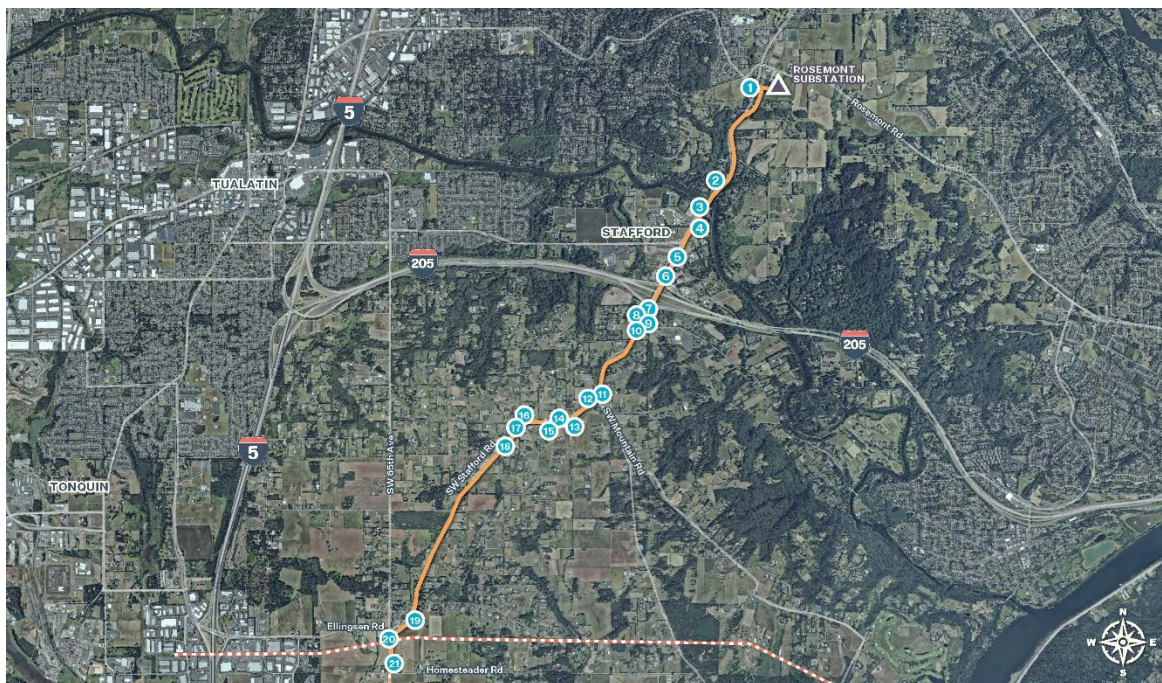 1
ROSEMONT
SUBSTATION
5
Rosemont Rd
TUALATIN
2
3
STAFFORD
4
5
205
6
7
8
9
10
205
11
12
16
14
13
15
17
18
SW Mountain Rd
SW Stafford Rd
SW 65th Ave
5
TONQUIN
19
Ellingsen Rd
20
21
Homesteader Rd
N
W
E
S